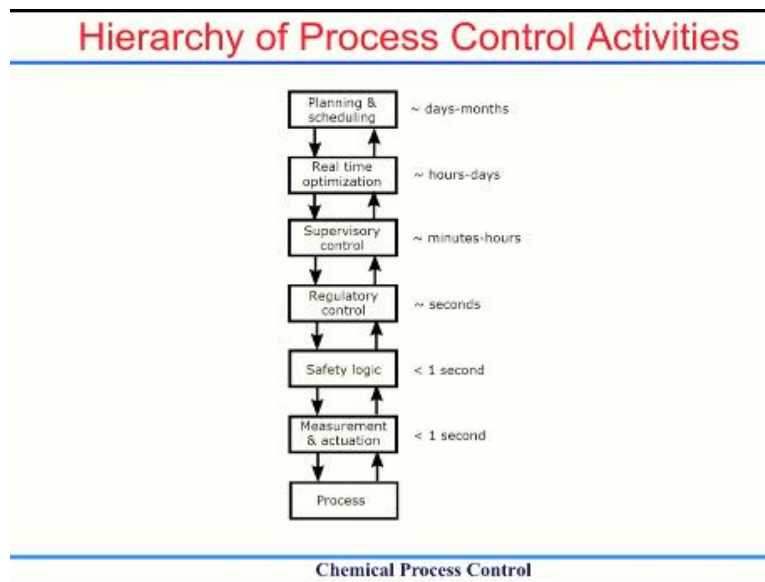 Hierarchy of Process Control Activities
Planning &
scheduling
~ days-months
Real time
optimization
~ hours-days
Supervisory
control
~ minutes-hours
Regulatory
control
~ seconds
Safety logic
< 1 second
Measurement
& actuation
< 1 second
Process
Chemical Process Control